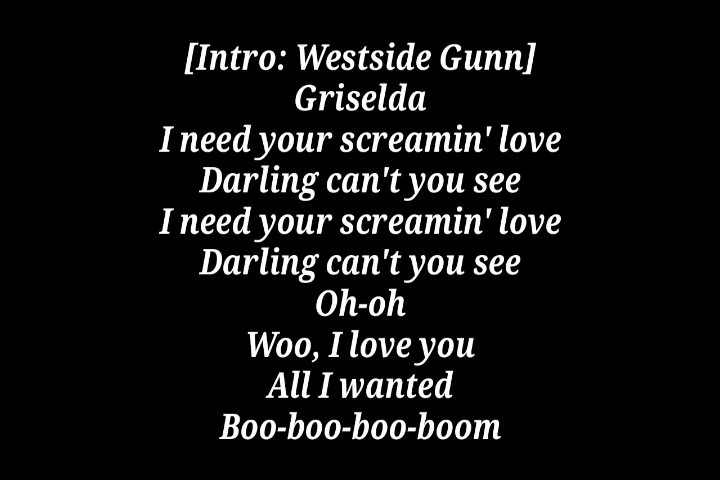 [Intro: Westside Gunn]
Griselda
I need your screamin' love
Darling can't you see
I need your screamin' love
Darling can't you see
Oh-oh
Woo, I love you
All I wanted
Boo-boo-boo-boom